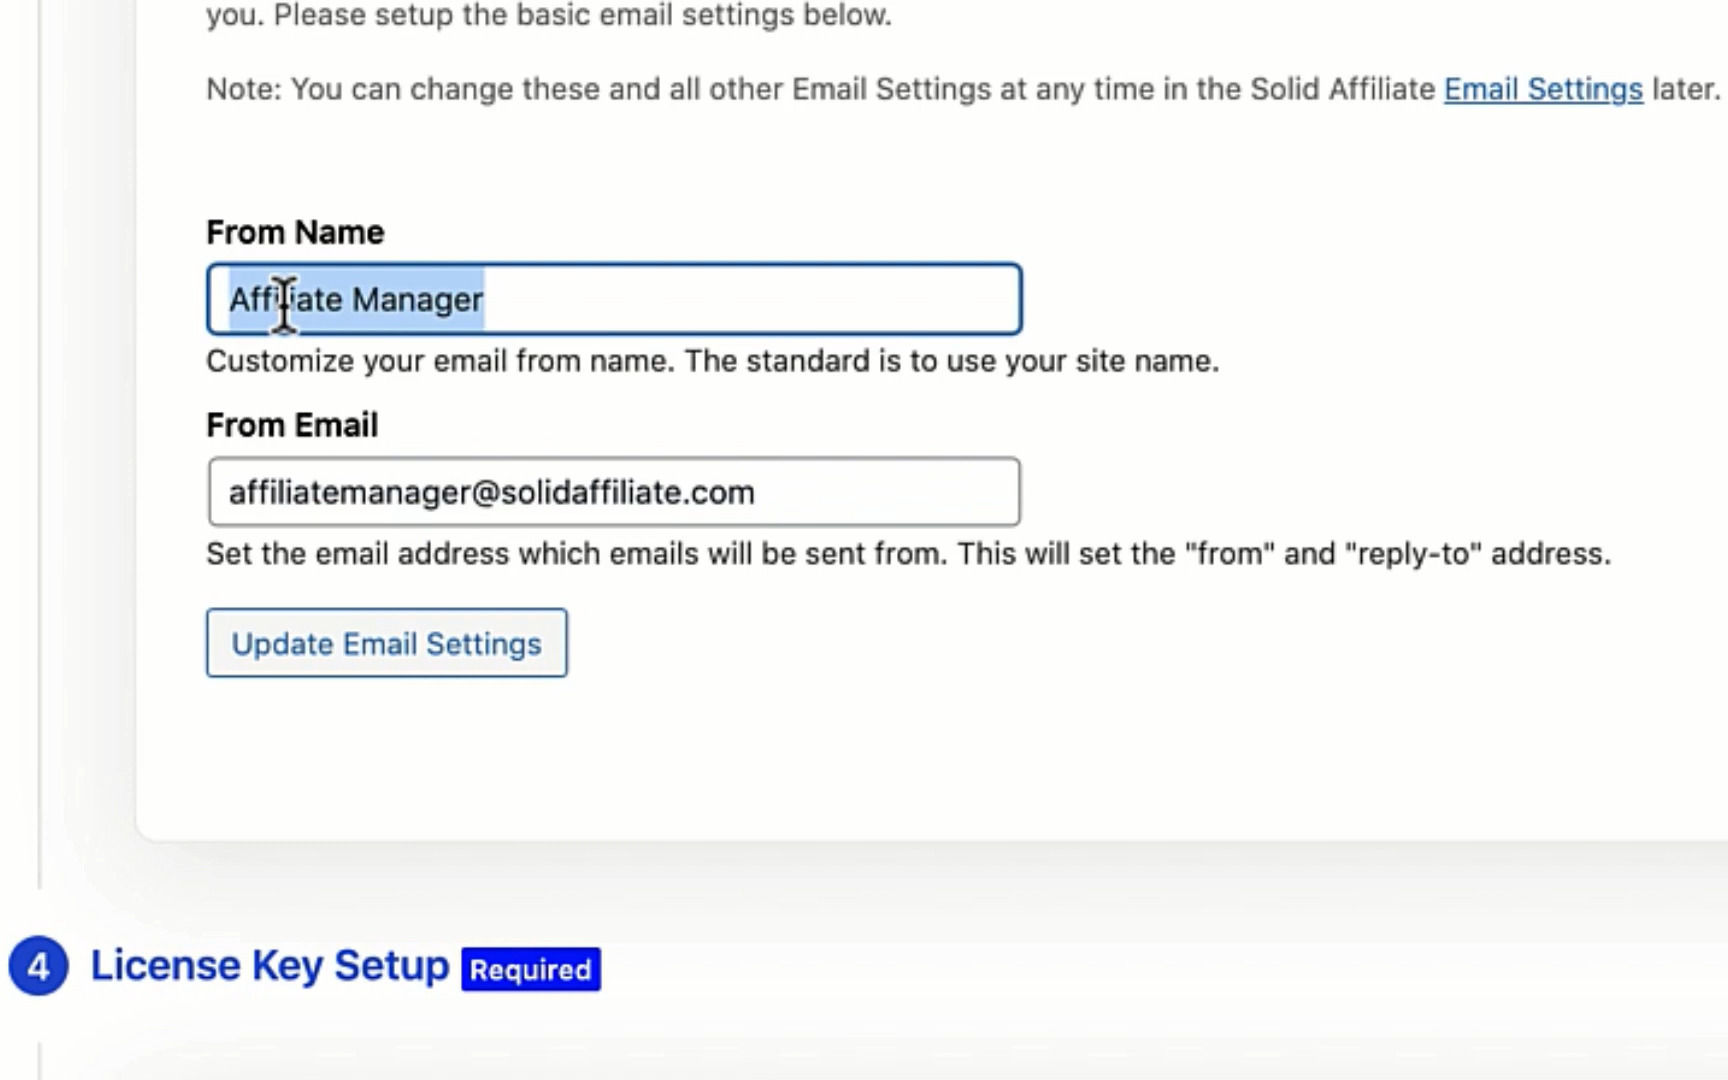 you. Please setup the basic email settings below.
Note: You can change these and all other Email Settings at any time in the Solid Affiliate Email Settings later.
From Name
Affiliate Manager
Customize your email from name. The standard is to use your site name.
From Email
affiliatemanager@solidaffiliate.com
Set the email address which emails will be sent from. This will set the "from" and "reply-to" address.
Update Email Settings
4 License Key Setup Required